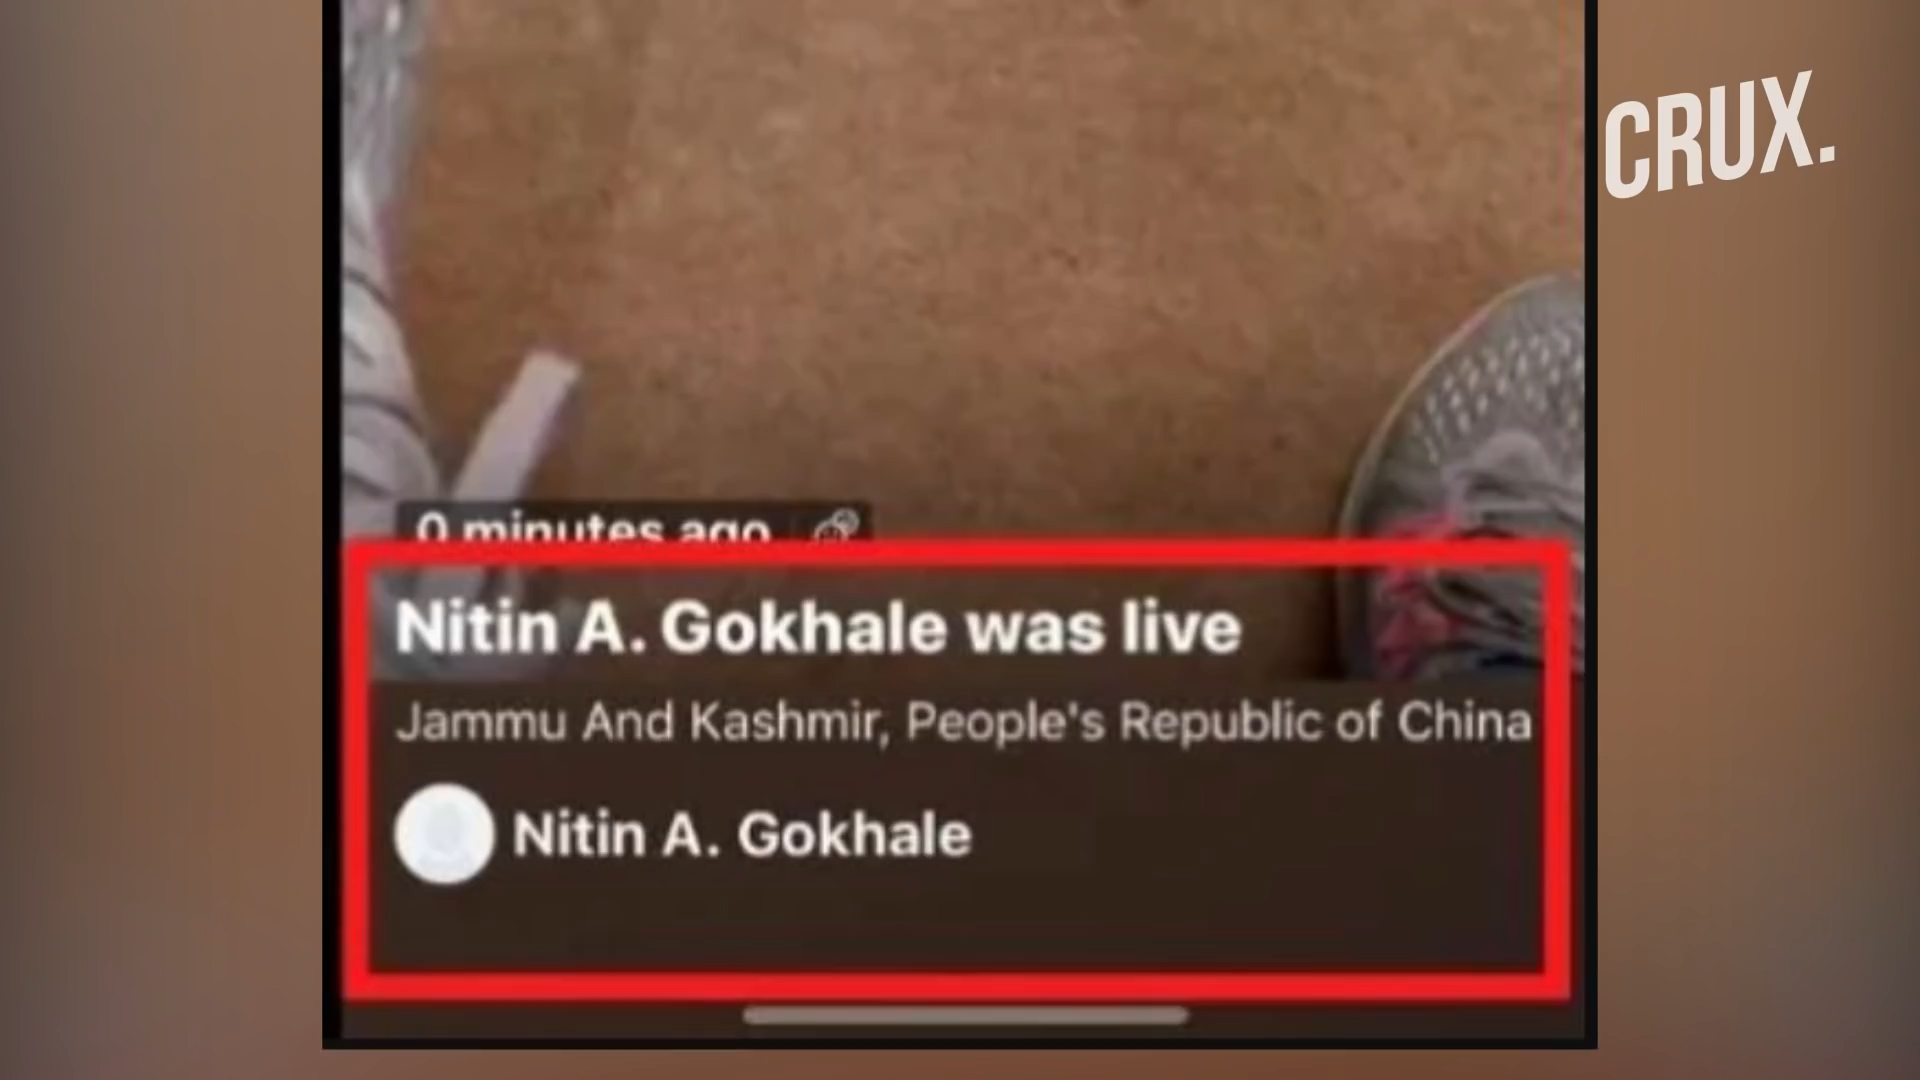 CRUX.
0 minutes ago
Nitin A. Gokhale was live
Jammu And Kashmir, People's Republic of China
Nitin A. Gokhale